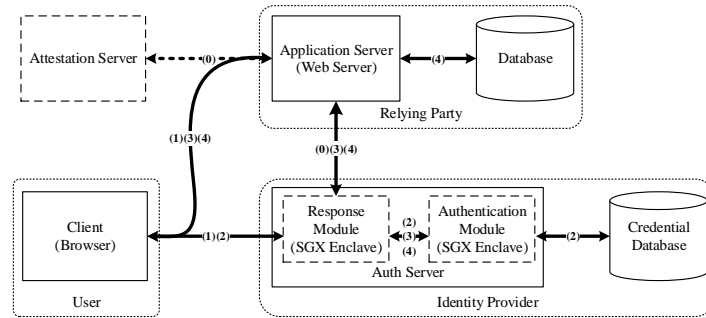 Attestation Server
(0)
Application Server
(Web Server)
(4)
Database
Relying Party
(1)(3)(4)
(0)(3)(4)
Client
(Browser)
User
(1)(2)
Response
Module
(SGX Enclave)
(2)
(3)
(4)
Authentication
Module
(SGX Enclave)
Auth Server
(2)
Credential
Database
Identity Provider